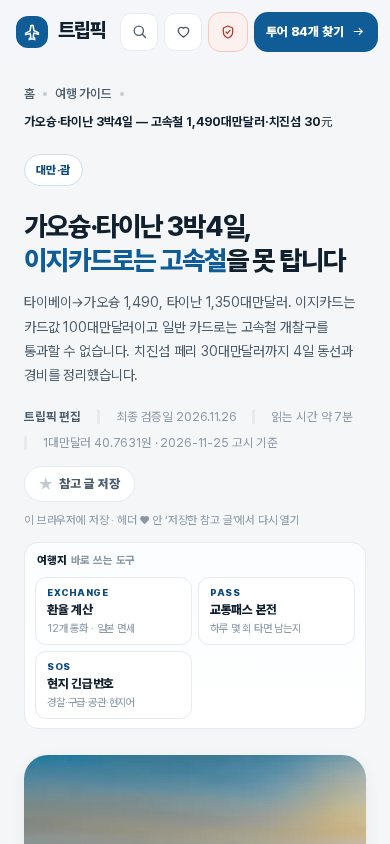 트립픽
투어 84개 찾기 →
홈 • 여행 가이드 •
가오슝·타이난 3박4일 — 고속철 1,490대만달러·치진섬 30元
대만·괌
가오슝·타이난 3박4일,
이지카드로는 고속철을 못 탑니다
타이베이→가오슝 1,490, 타이난 1,350대만달러. 이지카드는
카드값 100대만달러이고 일반 카드로는 고속철 개찰구를
통과할 수 없습니다. 치진섬 페리 30대만달러까지 4일 동선과
경비를 정리했습니다.
트립픽 편집 | 최종 검증일 2026.11.26 | 읽는 시간 약 7분
| 1대만달러 40.7631원 · 2026-11-25 고시 기준
★ 참고 글 저장
이 브라우저에 저장 · 헤더 ♥ 안 '저장한 참고 글'에서 다시 열기
여행지 바로 쓰는 도구
EXCHANGE
환율 계산
12개 통화 · 일본 면세
PASS
교통패스 본전
하루 몇 회 타면 남는지
SOS
현지 긴급번호
경찰·구급·공관·현지어